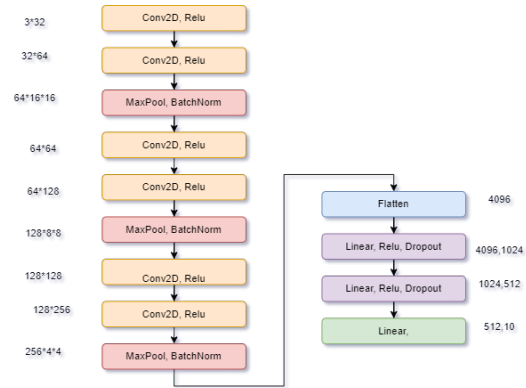 3*32
Conv2D, Relu
32*64
Conv2D, Relu
64*16*16
MaxPool, BatchNorm
64*64
Conv2D, Relu
64*128
Conv2D, Relu
128*8*8
MaxPool, BatchNorm
128*128
Conv2D, Relu
128*256
Conv2D, Relu
256*4*4
MaxPool, BatchNorm
Flatten
4096
Linear, Relu, Dropout
4096,1024
Linear, Relu, Dropout
1024,512
Linear,
512,10